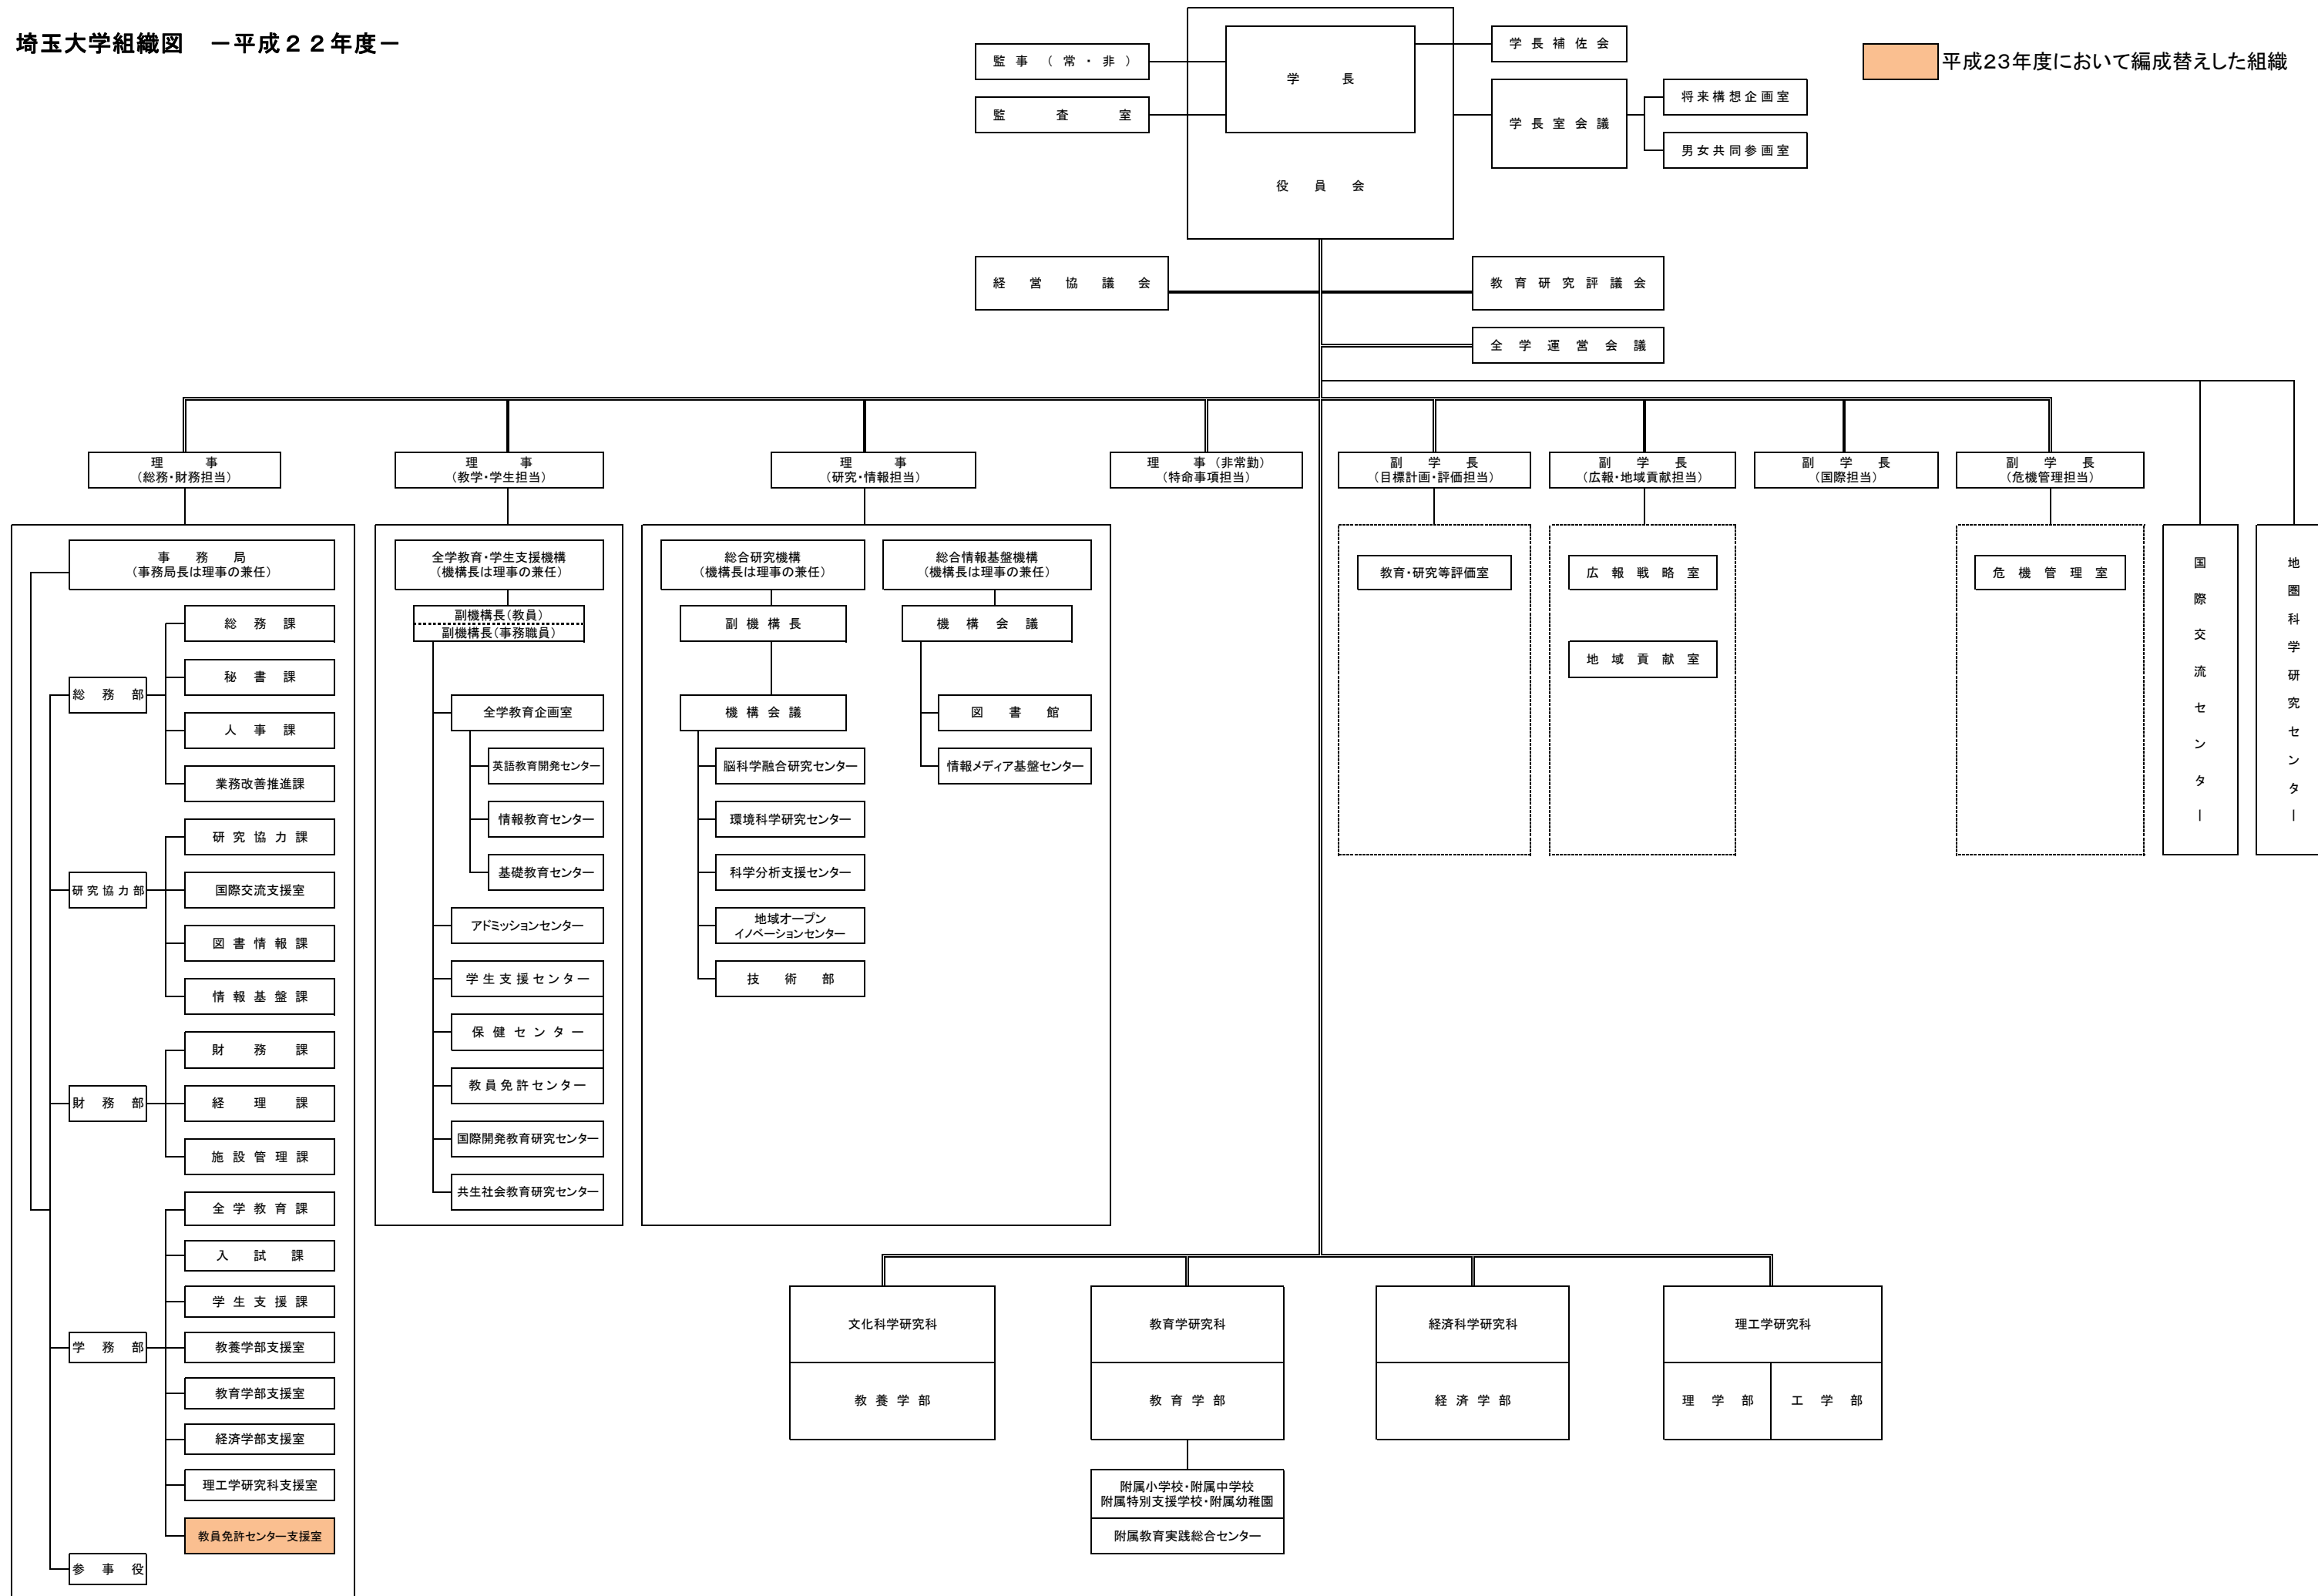 埼玉大学組織図 －平成２２年度－
平成23年度において編成替えした組織
監事（常・非）
監査室
学長
役員会
学長補佐会
学長室会議
将来構想企画室
男女共同参画室
経営協議会
教育研究評議会
全学運営会議
理事
（総務・財務担当）
理事
（教学・学生担当）
理事
（研究・情報担当）
理事（非常勤）
（特命事項担当）
副学長
（目標計画・評価担当）
副学長
（広報・地域貢献担当）
副学長
（国際担当）
副学長
（危機管理担当）
事務局
（事務局長は理事の兼任）
総務部
総務課
秘書課
人事課
業務改善推進課
研究協力部
研究協力課
国際交流支援室
図書情報課
情報基盤課
財務部
財務課
経理課
施設管理課
学務部
全学教育課
入試課
学生支援課
教養学部支援室
教育学部支援室
経済学部支援室
理工学研究科支援室
教員免許センター支援室
参事役
全学教育・学生支援機構
（機構長は理事の兼任）
副機構長（教員）
副機構長（事務職員）
全学教育企画室
英語教育開発センター
情報教育センター
基礎教育センター
アドミッションセンター
学生支援センター
保健センター
教員免許センター
国際開発教育研究センター
共生社会教育研究センター
総合研究機構
（機構長は理事の兼任）
副機構長
機構会議
脳科学融合研究センター
環境科学研究センター
科学分析支援センター
地域オープン
イノベーションセンター
技術部
総合情報基盤機構
（機構長は理事の兼任）
機構会議
図書館
情報メディア基盤センター
教育・研究等評価室
広報戦略室
地域貢献室
危機管理室
国際交流センター
地圏科学研究センター
文化科学研究科
教養学部
教育学研究科
教育学部
附属小学校・附属中学校
附属特別支援学校・附属幼稚園
附属教育実践総合センター
経済科学研究科
経済学部
理工学研究科
理学部
工学部